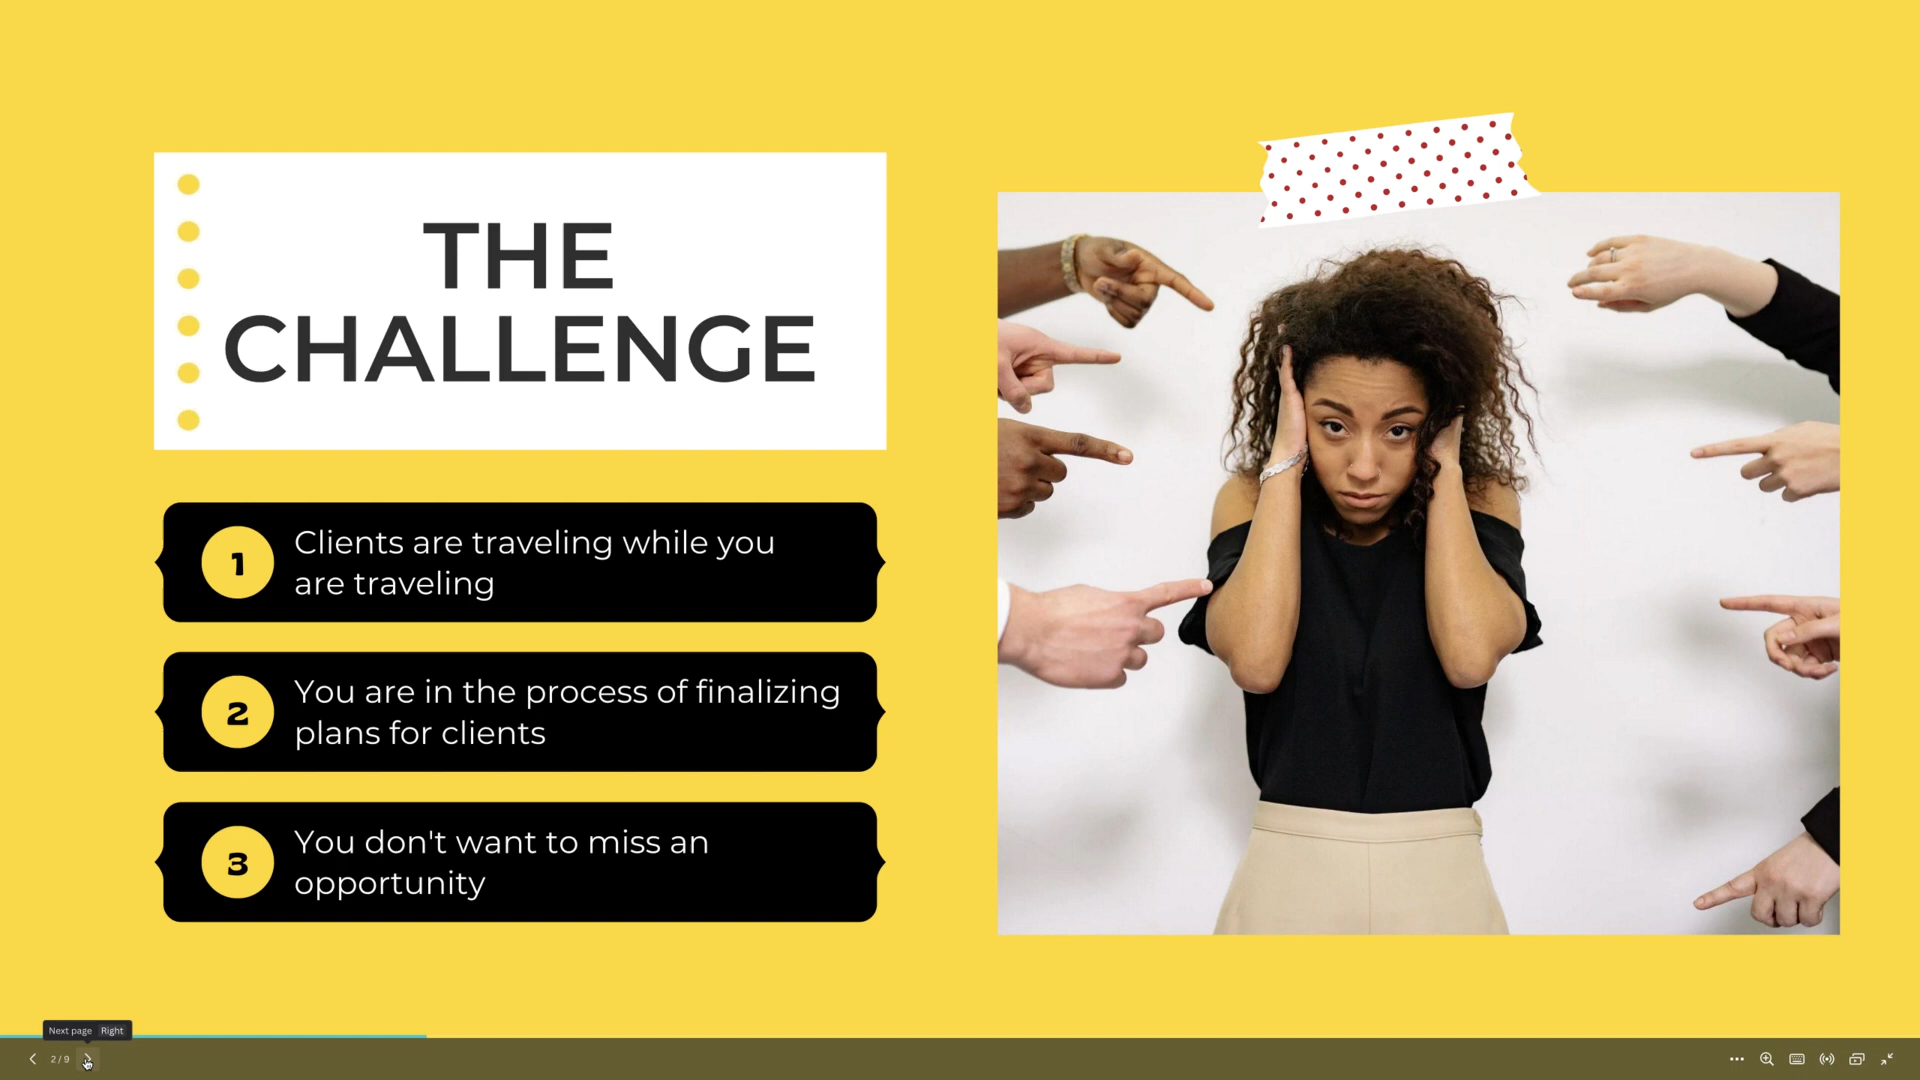 THE
CHALLENGE
1
Clients are traveling while you
are traveling
2
You are in the process of finalizing
plans for clients
3
You don't want to miss an
opportunity
Next page Right
2 / 9